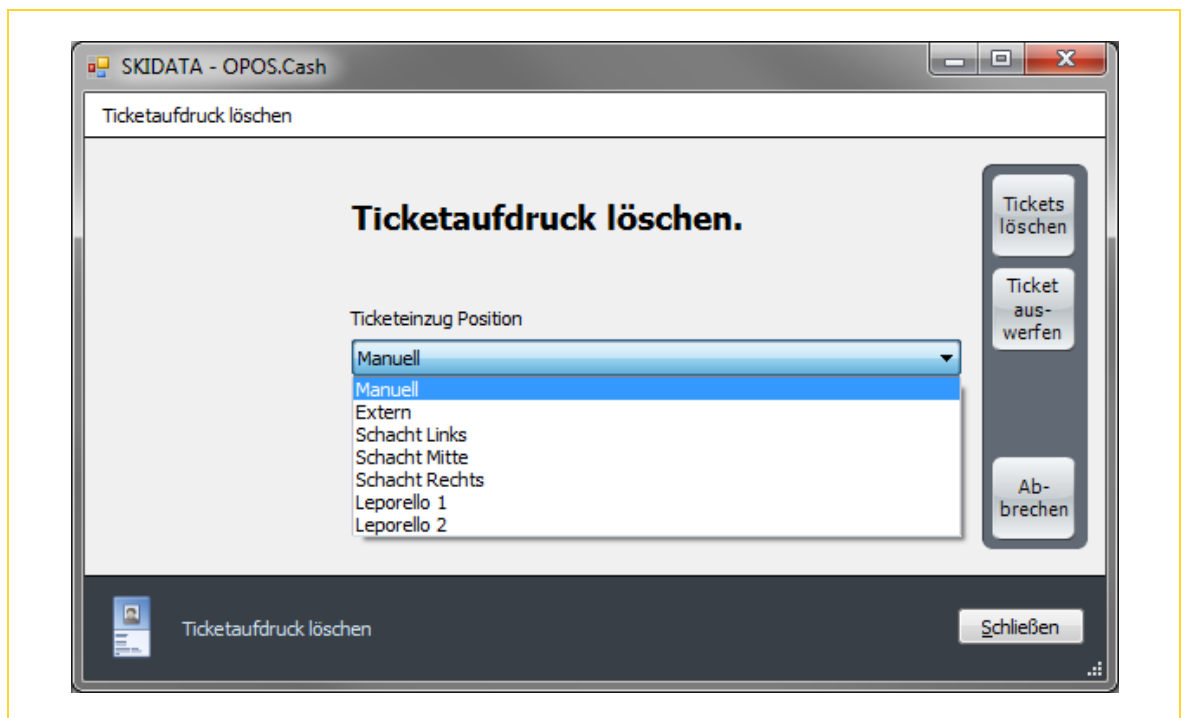 SKIDATA - OPOS.Cash
Ticketaufdruck löschen
Ticketaufdruck löschen.
Tickets
löschen
Ticket
aus-
werfen
Ticketeinzug Position
Manuell
Manuell
Extern
Schacht Links
Schacht Mitte
Schacht Rechts
Leporello 1
Leporello 2
Ab-
brechen
Ticketaufdruck löschen
Schließen